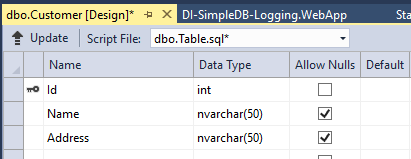 dbo.Customer [Design]* DI-SimpleDB-Logging.WebApp
Update Script File: dbo.Table.sql*
Name Data Type Allow Nulls Default
Id int
Name nvarchar(50)
Address nvarchar(50)